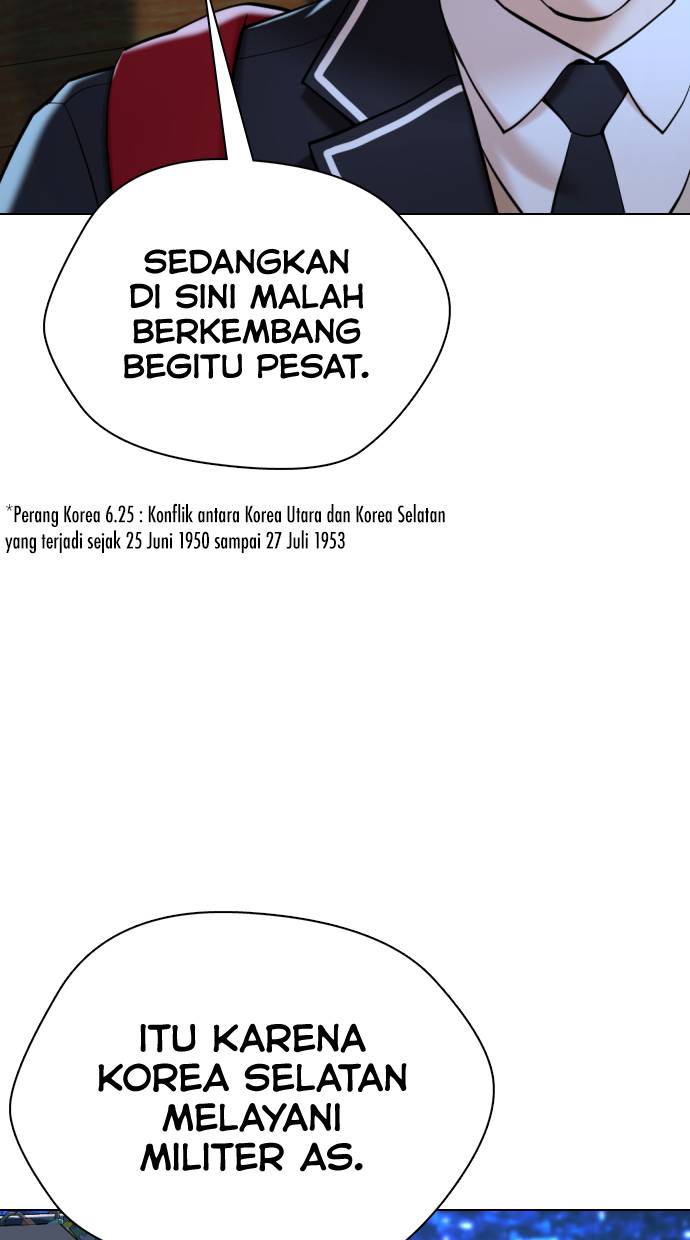 SEDANGKAN
DI SINI MALAH
BERKEMBANG
BEGITU PESAT.
*Perang Korea 6.25 : Konflik antara Korea Utara dan Korea Selatan
yang terjadi sejak 25 Juni 1950 sampai 27 Juli 1953
ITU KARENA
KOREA SELATAN
MELAYANI
MILITER AS.